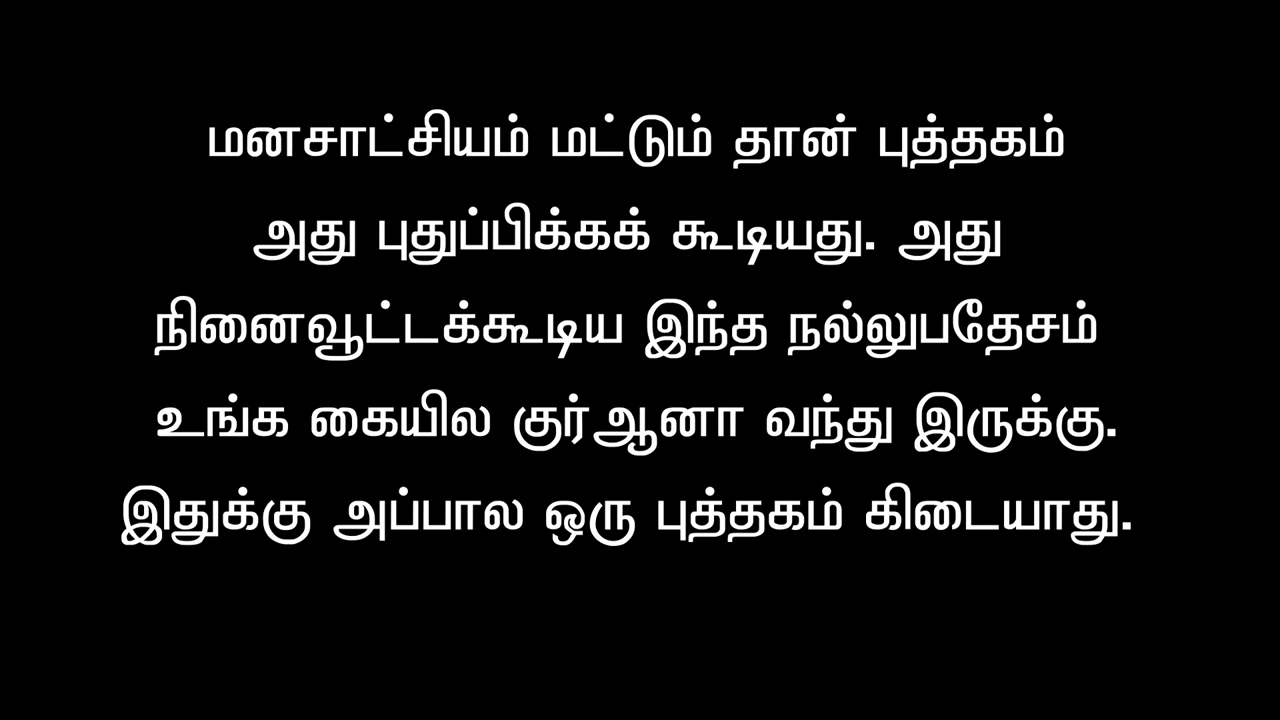 மனசாட்சியம் மட்டும் தான் புத்தகம்
அது புதுப்பிக்கக் கூடியது. அது
நினைவூட்டக்கூடிய இந்த நல்லுபதேசம்
உங்க கையில குர்ஆனா வந்து இருக்கு.
இதுக்கு அப்பால ஒரு புத்தகம் கிடையாது.